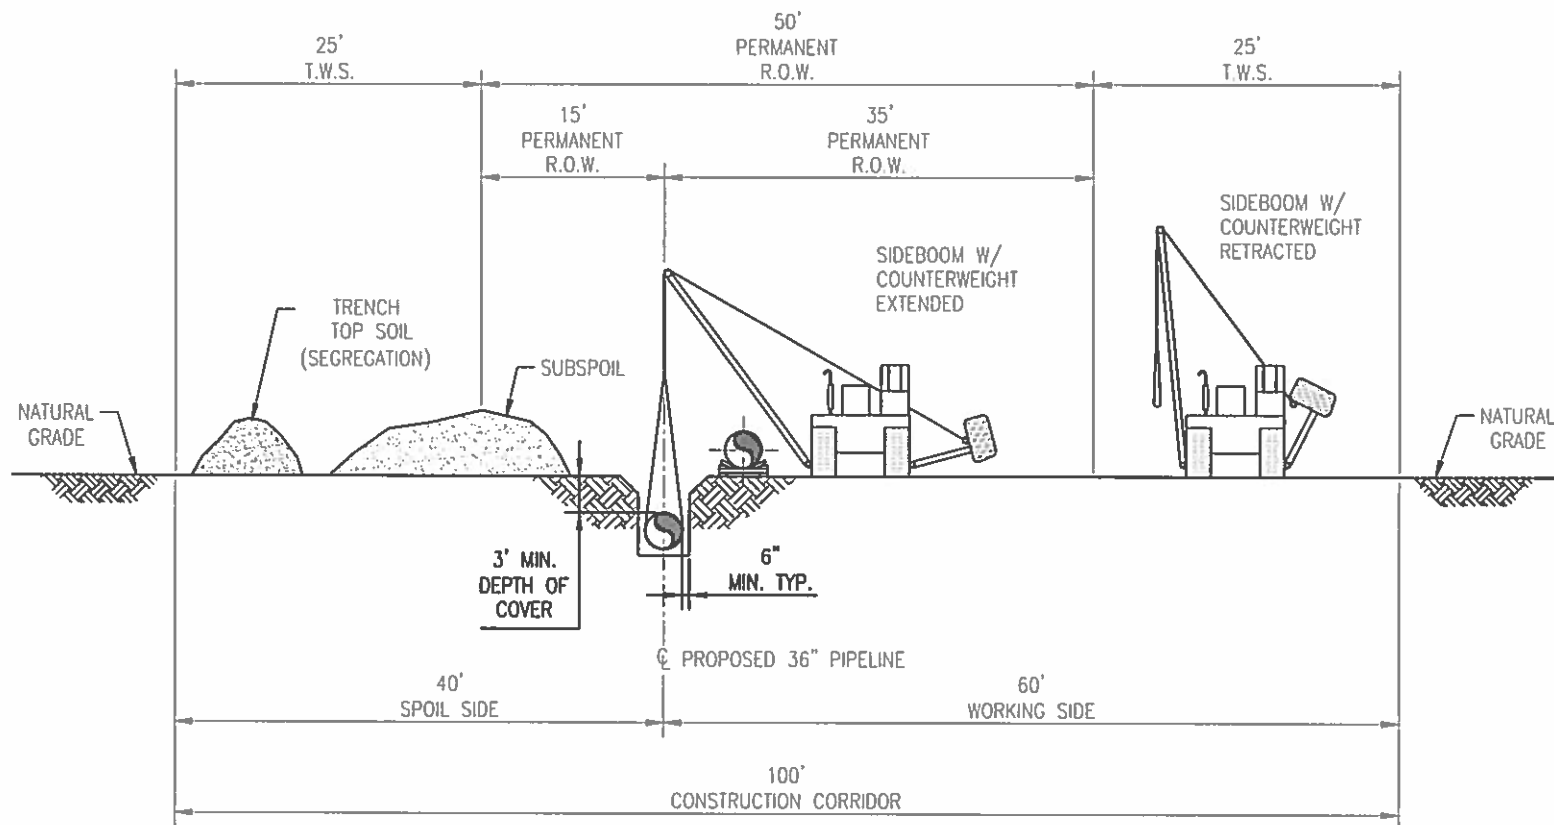 25'
T.W.S.
50'
PERMANENT
R.O.W.
25'
T.W.S.
15'
PERMANENT
R.O.W.
35'
PERMANENT
R.O.W.
SIDEBOOM W/
COUNTERWEIGHT
RETRACTED
SIDEBOOM W/
COUNTERWEIGHT
EXTENDED
TRENCH
TOP SOIL
(SEGREGATION)
SUBSPOIL
NATURAL
GRADE
NATURAL
GRADE
3' MIN.
DEPTH OF
COVER
6"
MIN. TYP.
℄ PROPOSED 36" PIPELINE
40'
SPOIL SIDE
60'
WORKING SIDE
100'
CONSTRUCTION CORRIDOR